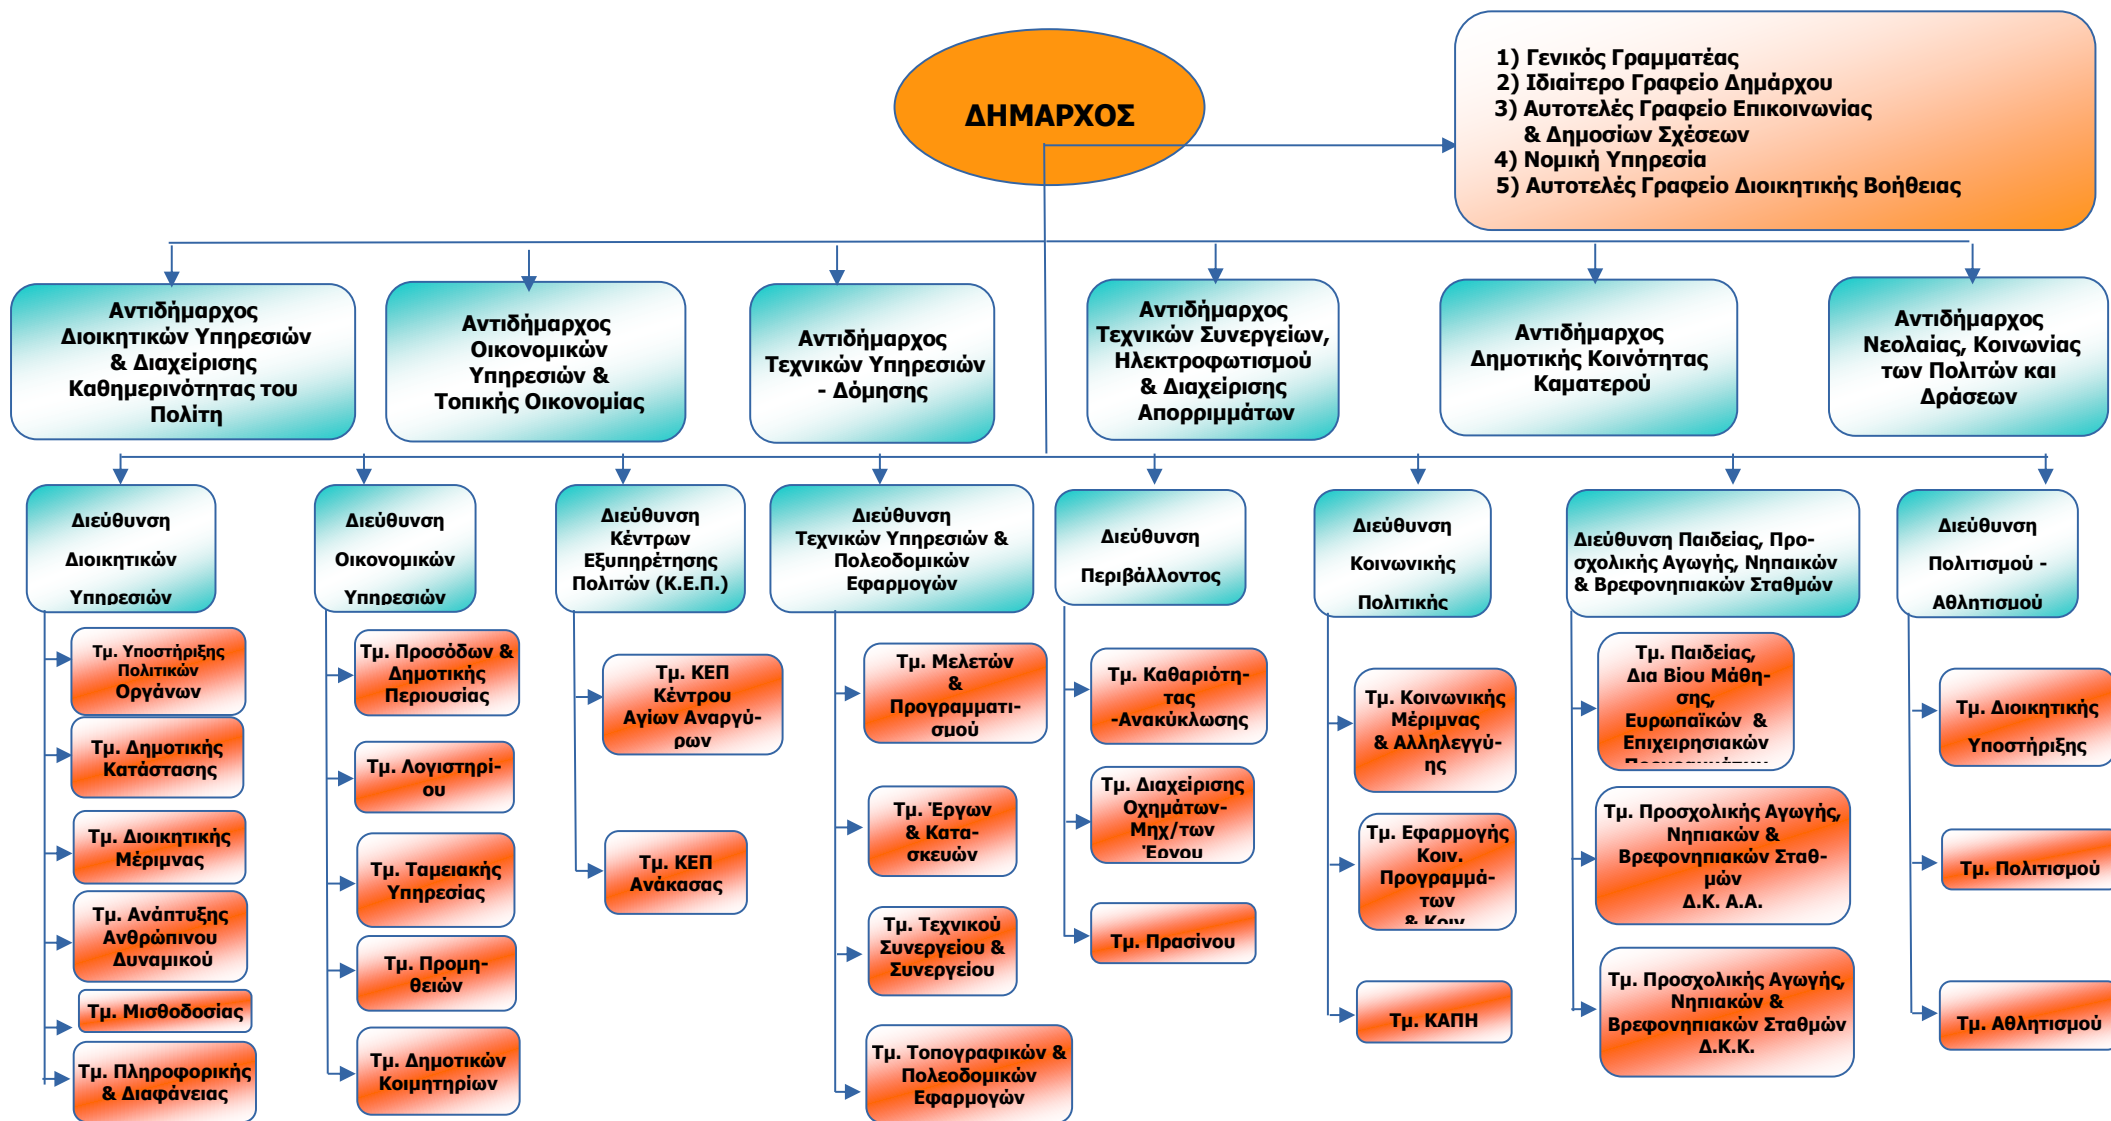 ΔΗΜΑΡΧΟΣ
1) Γενικός Γραμματέας
2) Ιδιαίτερο Γραφείο Δημάρχου
3) Αυτοτελές Γραφείο Επικοινωνίας
& Δημοσίων Σχέσεων
4) Νομική Υπηρεσία
5) Αυτοτελές Γραφείο Διοικητικής Βοήθειας
Αντιδήμαρχος
Διοικητικών Υπηρεσιών
& Διαχείρισης
Καθημερινότητας του
Πολίτη
Αντιδήμαρχος
Οικονομικών
Υπηρεσιών &
Τοπικής Οικονομίας
Αντιδήμαρχος
Τεχνικών Υπηρεσιών
- Δόμησης
Αντιδήμαρχος
Τεχνικών Συνεργείων,
Ηλεκτροφωτισμού
& Διαχείρισης
Απορριμμάτων
Αντιδήμαρχος
Δημοτικής Κοινότητας
Καματερού
Αντιδήμαρχος
Νεολαίας, Κοινωνίας
των Πολιτών και
Δράσεων
Διεύθυνση
Διοικητικών
Υπηρεσιών
Διεύθυνση
Οικονομικών
Υπηρεσιών
Διεύθυνση
Κέντρων
Εξυπηρέτησης
Πολιτών (Κ.Ε.Π.)
Διεύθυνση
Τεχνικών Υπηρεσιών &
Πολεοδομικών
Εφαρμογών
Διεύθυνση
Περιβάλλοντος
Διεύθυνση
Κοινωνικής
Πολιτικής
Διεύθυνση Παιδείας, Προ-
σχολικής Αγωγής, Νηπαικών
& Βρεφονηπιακών Σταθμών
Διεύθυνση
Πολιτισμού -
Αθλητισμού
Τμ. Υποστήριξης
Πολιτικών
Οργάνων
Τμ. Δημοτικής
Κατάστασης
Τμ. Διοικητικής
Μέριμνας
Τμ. Ανάπτυξης
Ανθρώπινου
Δυναμικού
Τμ. Μισθοδοσίας
Τμ. Πληροφορικής
& Διαφάνειας
Τμ. Προσόδων &
Δημοτικής
Περιουσίας
Τμ. Λογιστηρί-
ου
Τμ. Ταμειακής
Υπηρεσίας
Τμ. Προμη-
θειών
Τμ. Δημοτικών
Κοιμητηρίων
Τμ. ΚΕΠ
Κέντρου
Αγίων Αναργύ-
ρων
Τμ. ΚΕΠ
Ανάκασας
Τμ. Μελετών
&
Προγραμματι-
σμού
Τμ. Έργων
& Κατα-
σκευών
Τμ. Τεχνικού
Συνεργείου &
Συνεργείου
Τμ. Τοπογραφικών &
Πολεοδομικών
Εφαρμογών
Τμ. Καθαριότη-
τας
-Ανακύκλωσης
Τμ. Διαχείρισης
Οχημάτων-
Μηχ/των
Έργου
Τμ. Πρασίνου
Τμ. Κοινωνικής
Μέριμνας
& Αλληλεγγύ-
ης
Τμ. Εφαρμογής
Κοιν.
Προγραμμά-
των
& Κοιν.
Τμ. ΚΑΠΗ
Τμ. Παιδείας,
Δια Βίου Μάθη-
σης,
Ευρωπαϊκών &
Επιχειρησιακών
Προγραμμάτων
Τμ. Προσχολικής Αγωγής,
Νηπιακών &
Βρεφονηπιακών Σταθ-
μών
Δ.Κ. Α.Α.
Τμ. Προσχολικής Αγωγής,
Νηπιακών &
Βρεφονηπιακών Σταθμών
Δ.Κ.Κ.
Τμ. Διοικητικής
Υποστήριξης
Τμ. Πολιτισμού
Τμ. Αθλητισμού